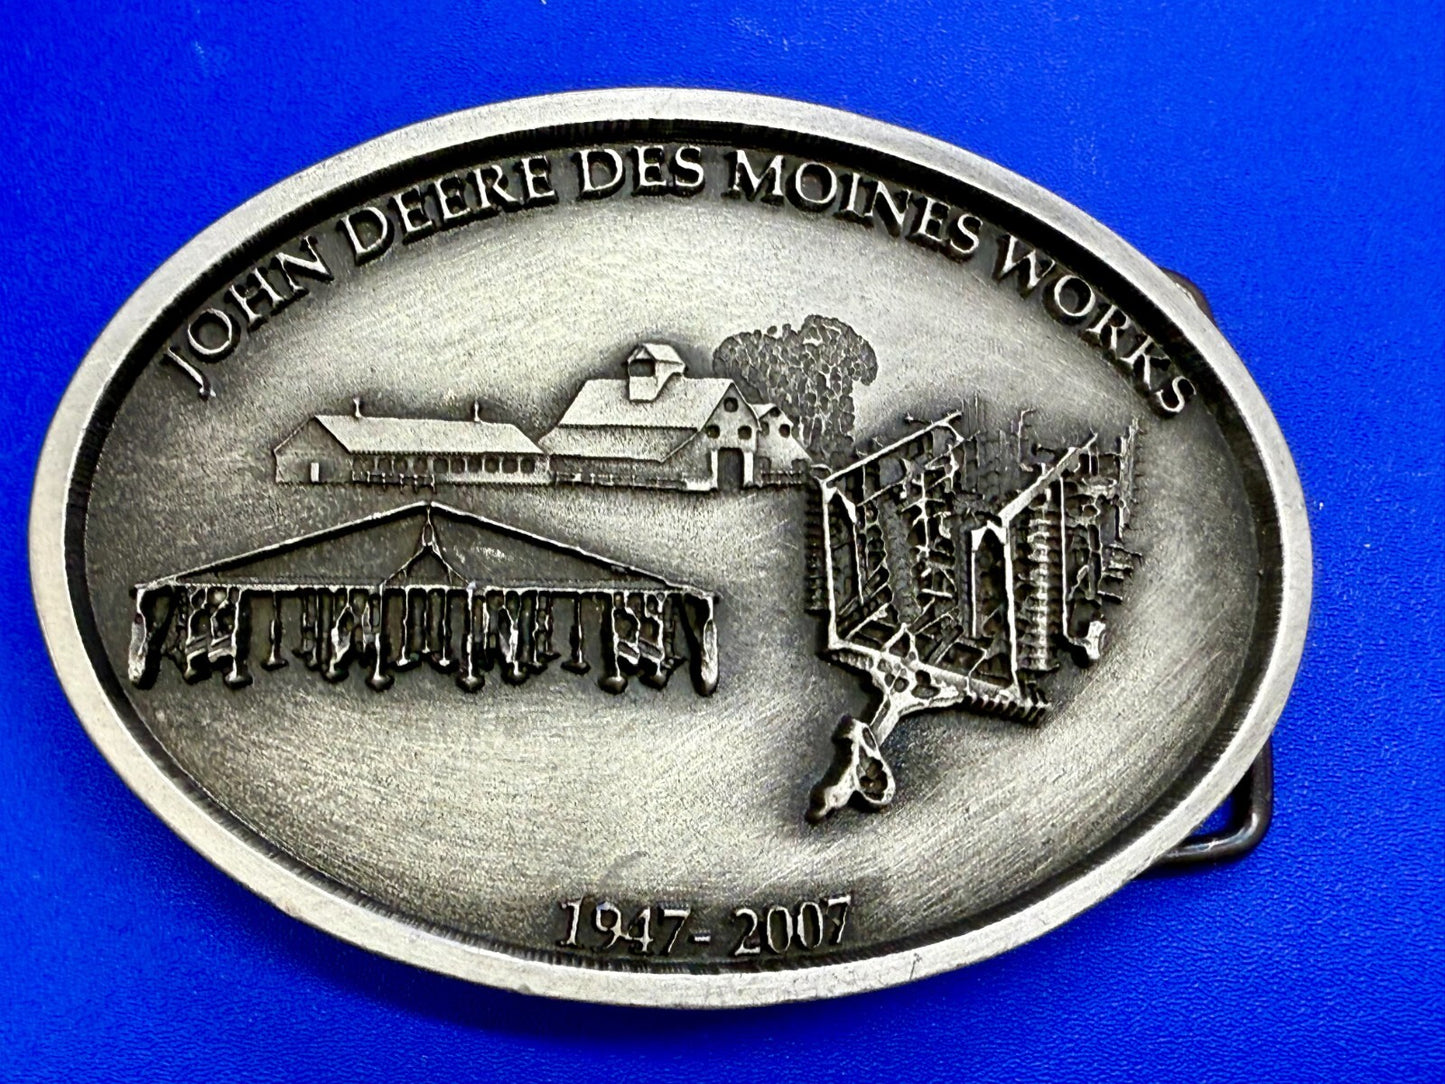 JOHN DEERE DES MOINES WORKS
1947-2007